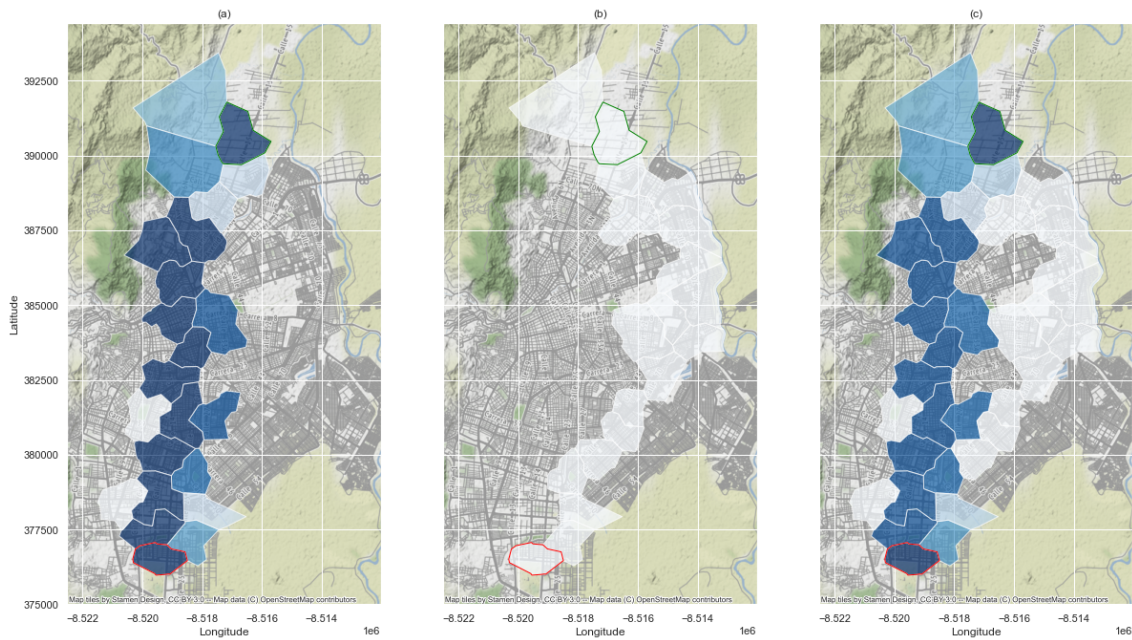 (a)
(b)
(c)
392500
390000
387500
385000
382500
380000
377500
375000
Latitude
Map tiles by Stamen Design, CC BY 3.0 -- Map data (C) OpenStreetMap contributors
Map tiles by Stamen Design, CC BY 3.0 -- Map data (C) OpenStreetMap contributors
Map tiles by Stamen Design, CC BY 3.0 -- Map data (C) OpenStreetMap contributors
−8.522 −8.520 −8.518 −8.516 −8.514
−8.522 −8.520 −8.518 −8.516 −8.514
−8.522 −8.520 −8.518 −8.516 −8.514
Longitude
1e6
Longitude
1e6
Longitude
1e6